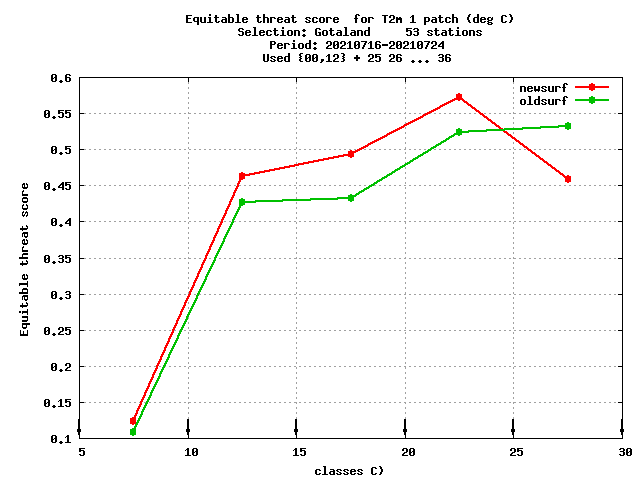 Equitable threat score  for T2m 1 patch (deg C)
Selection: Gotaland     53 stations
Period: 20210716-20210724
Used {00,12} + 25 26 ... 36
newsurf
oldsurf
Equitable threat score
0.6
0.55
0.5
0.45
0.4
0.35
0.3
0.25
0.2
0.15
0.1
5 10 15 20 25 30
classes C)